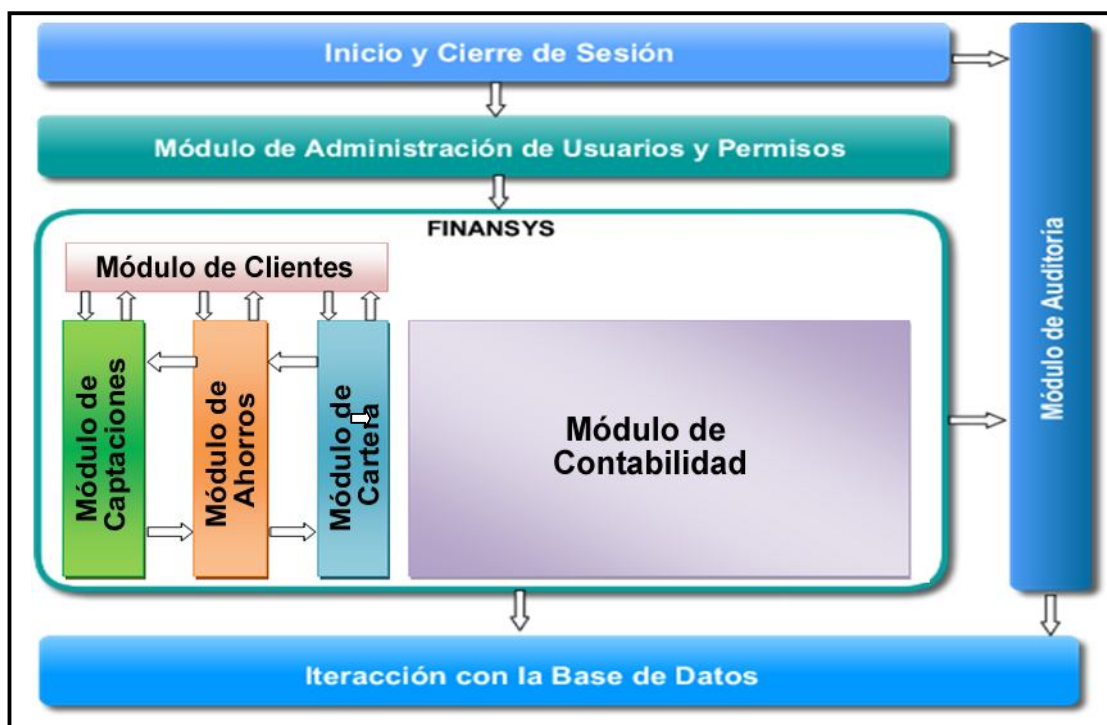 Inicio y Cierre de Sesión
Módulo de Administración de Usuarios y Permisos
FINANSYS
Módulo de Clientes
Módulo de
Captaciones
Módulo de
Ahorros
Módulo de
Cartera
Módulo de
Contabilidad
Módulo de Auditoría
Iteracción con la Base de Datos